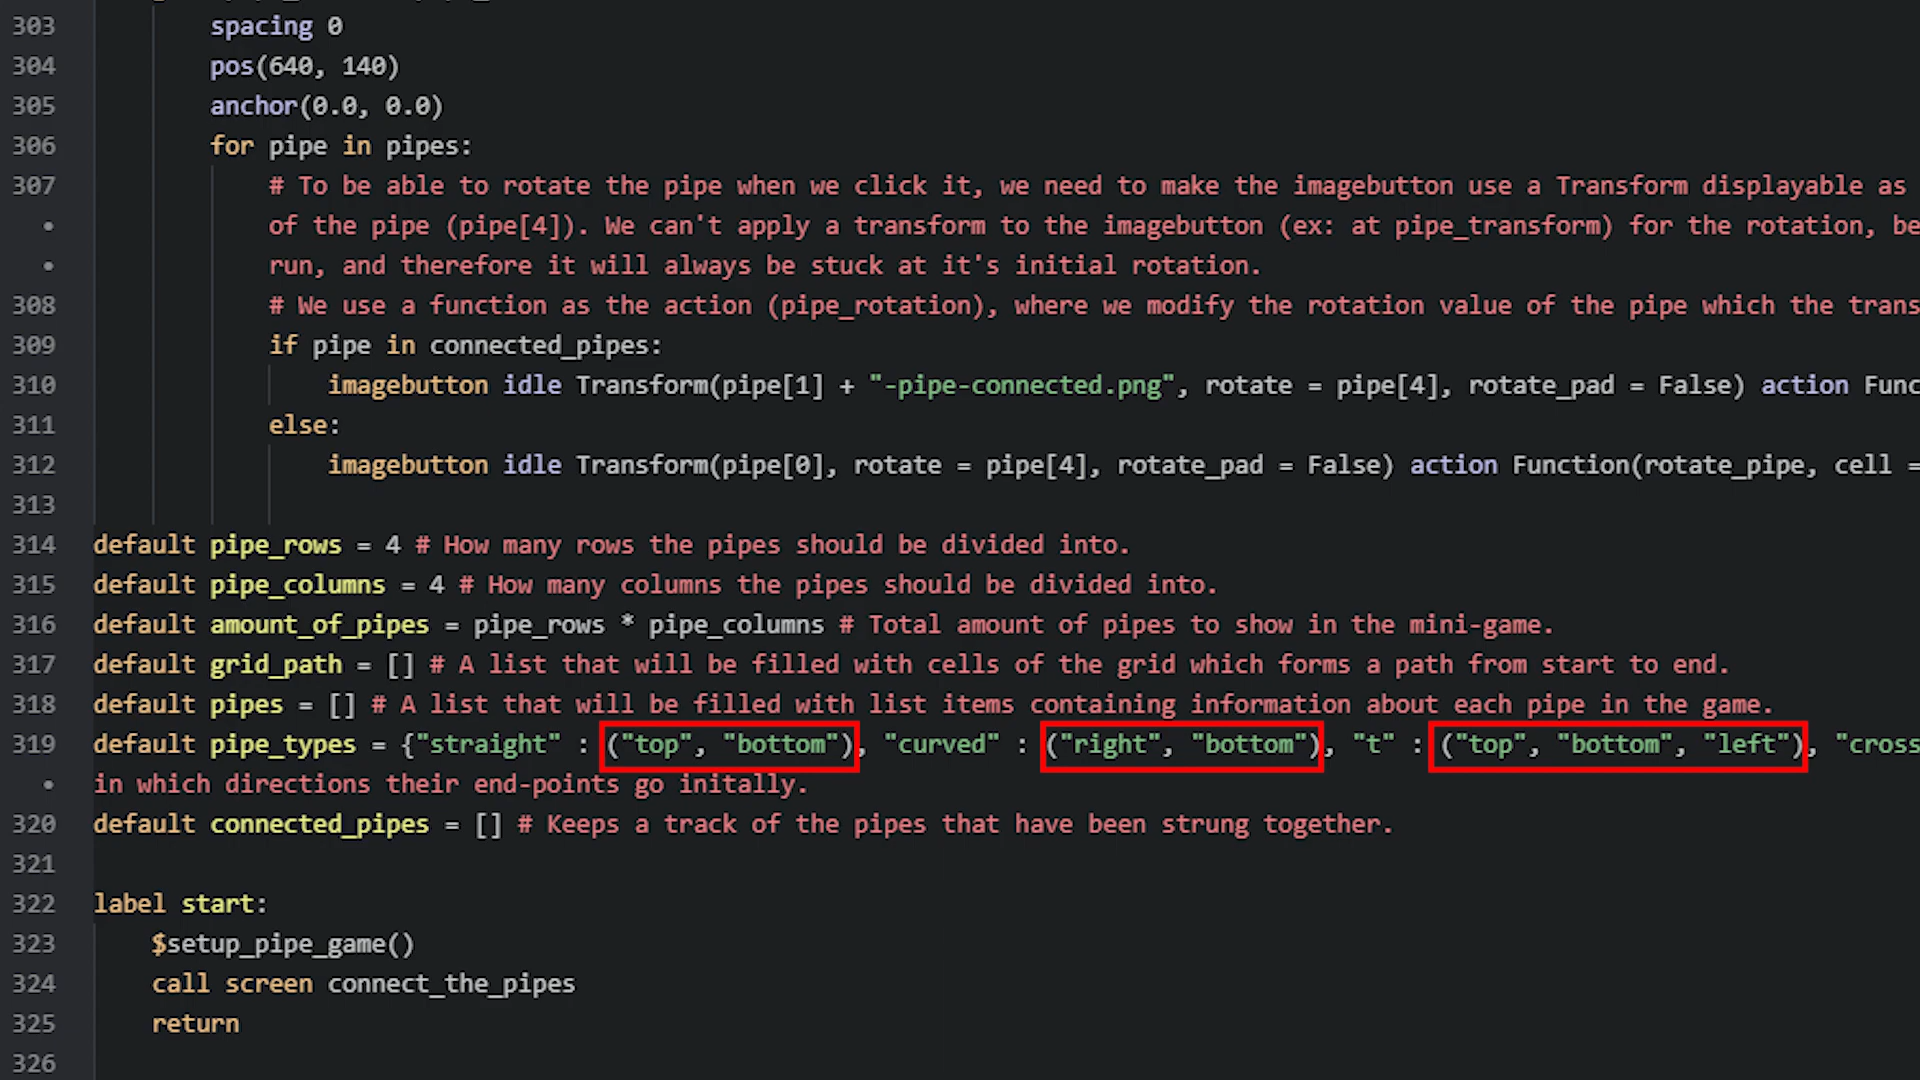 303 spacing 0
304 pos(640, 140)
305 anchor(0.0, 0.0)
306 for pipe in pipes:
307 # To be able to rotate the pipe when we click it, we need to make the imagebutton use a Transform displayable as
• of the pipe (pipe[4]). We can't apply a transform to the imagebutton (ex: at pipe_transform) for the rotation, be
• run, and therefore it will always be stuck at it's initial rotation.
308 # We use a function as the action (pipe_rotation), where we modify the rotation value of the pipe which the trans
309 if pipe in connected_pipes:
310 imagebutton idle Transform(pipe[1] + "-pipe-connected.png", rotate = pipe[4], rotate_pad = False) action Func
311 else:
312 imagebutton idle Transform(pipe[0], rotate = pipe[4], rotate_pad = False) action Function(rotate_pipe, cell =
313
314 default pipe_rows = 4 # How many rows the pipes should be divided into.
315 default pipe_columns = 4 # How many columns the pipes should be divided into.
316 default amount_of_pipes = pipe_rows * pipe_columns # Total amount of pipes to show in the mini-game.
317 default grid_path = [] # A list that will be filled with cells of the grid which forms a path from start to end.
318 default pipes = [] # A list that will be filled with list items containing information about each pipe in the game.
319 default pipe_types = {"straight" : ("top", "bottom"), "curved" : ("right", "bottom"), "t" : ("top", "bottom", "left"), "cross
• in which directions their end-points go initally.
320 default connected_pipes = [] # Keeps a track of the pipes that have been strung together.
321
322 label start:
323 $setup_pipe_game()
324 call screen connect_the_pipes
325 return
326